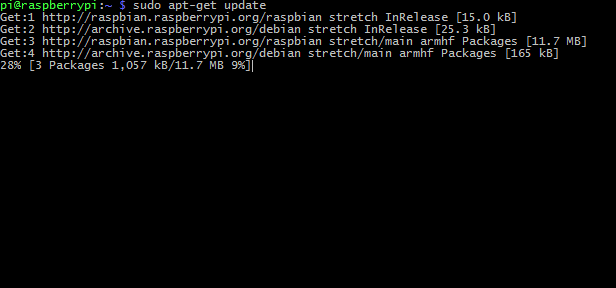 pi@raspberrypi:~ $ sudo apt-get update
Get:1 http://raspbian.raspberrypi.org/raspbian stretch InRelease [15.0 kB]
Get:2 http://archive.raspberrypi.org/debian stretch InRelease [25.3 kB]
Get:3 http://raspbian.raspberrypi.org/raspbian stretch/main armhf Packages [11.7 MB]
Get:4 http://archive.raspberrypi.org/debian stretch/main armhf Packages [165 kB]
28% [3 Packages 1,057 kB/11.7 MB 9%]